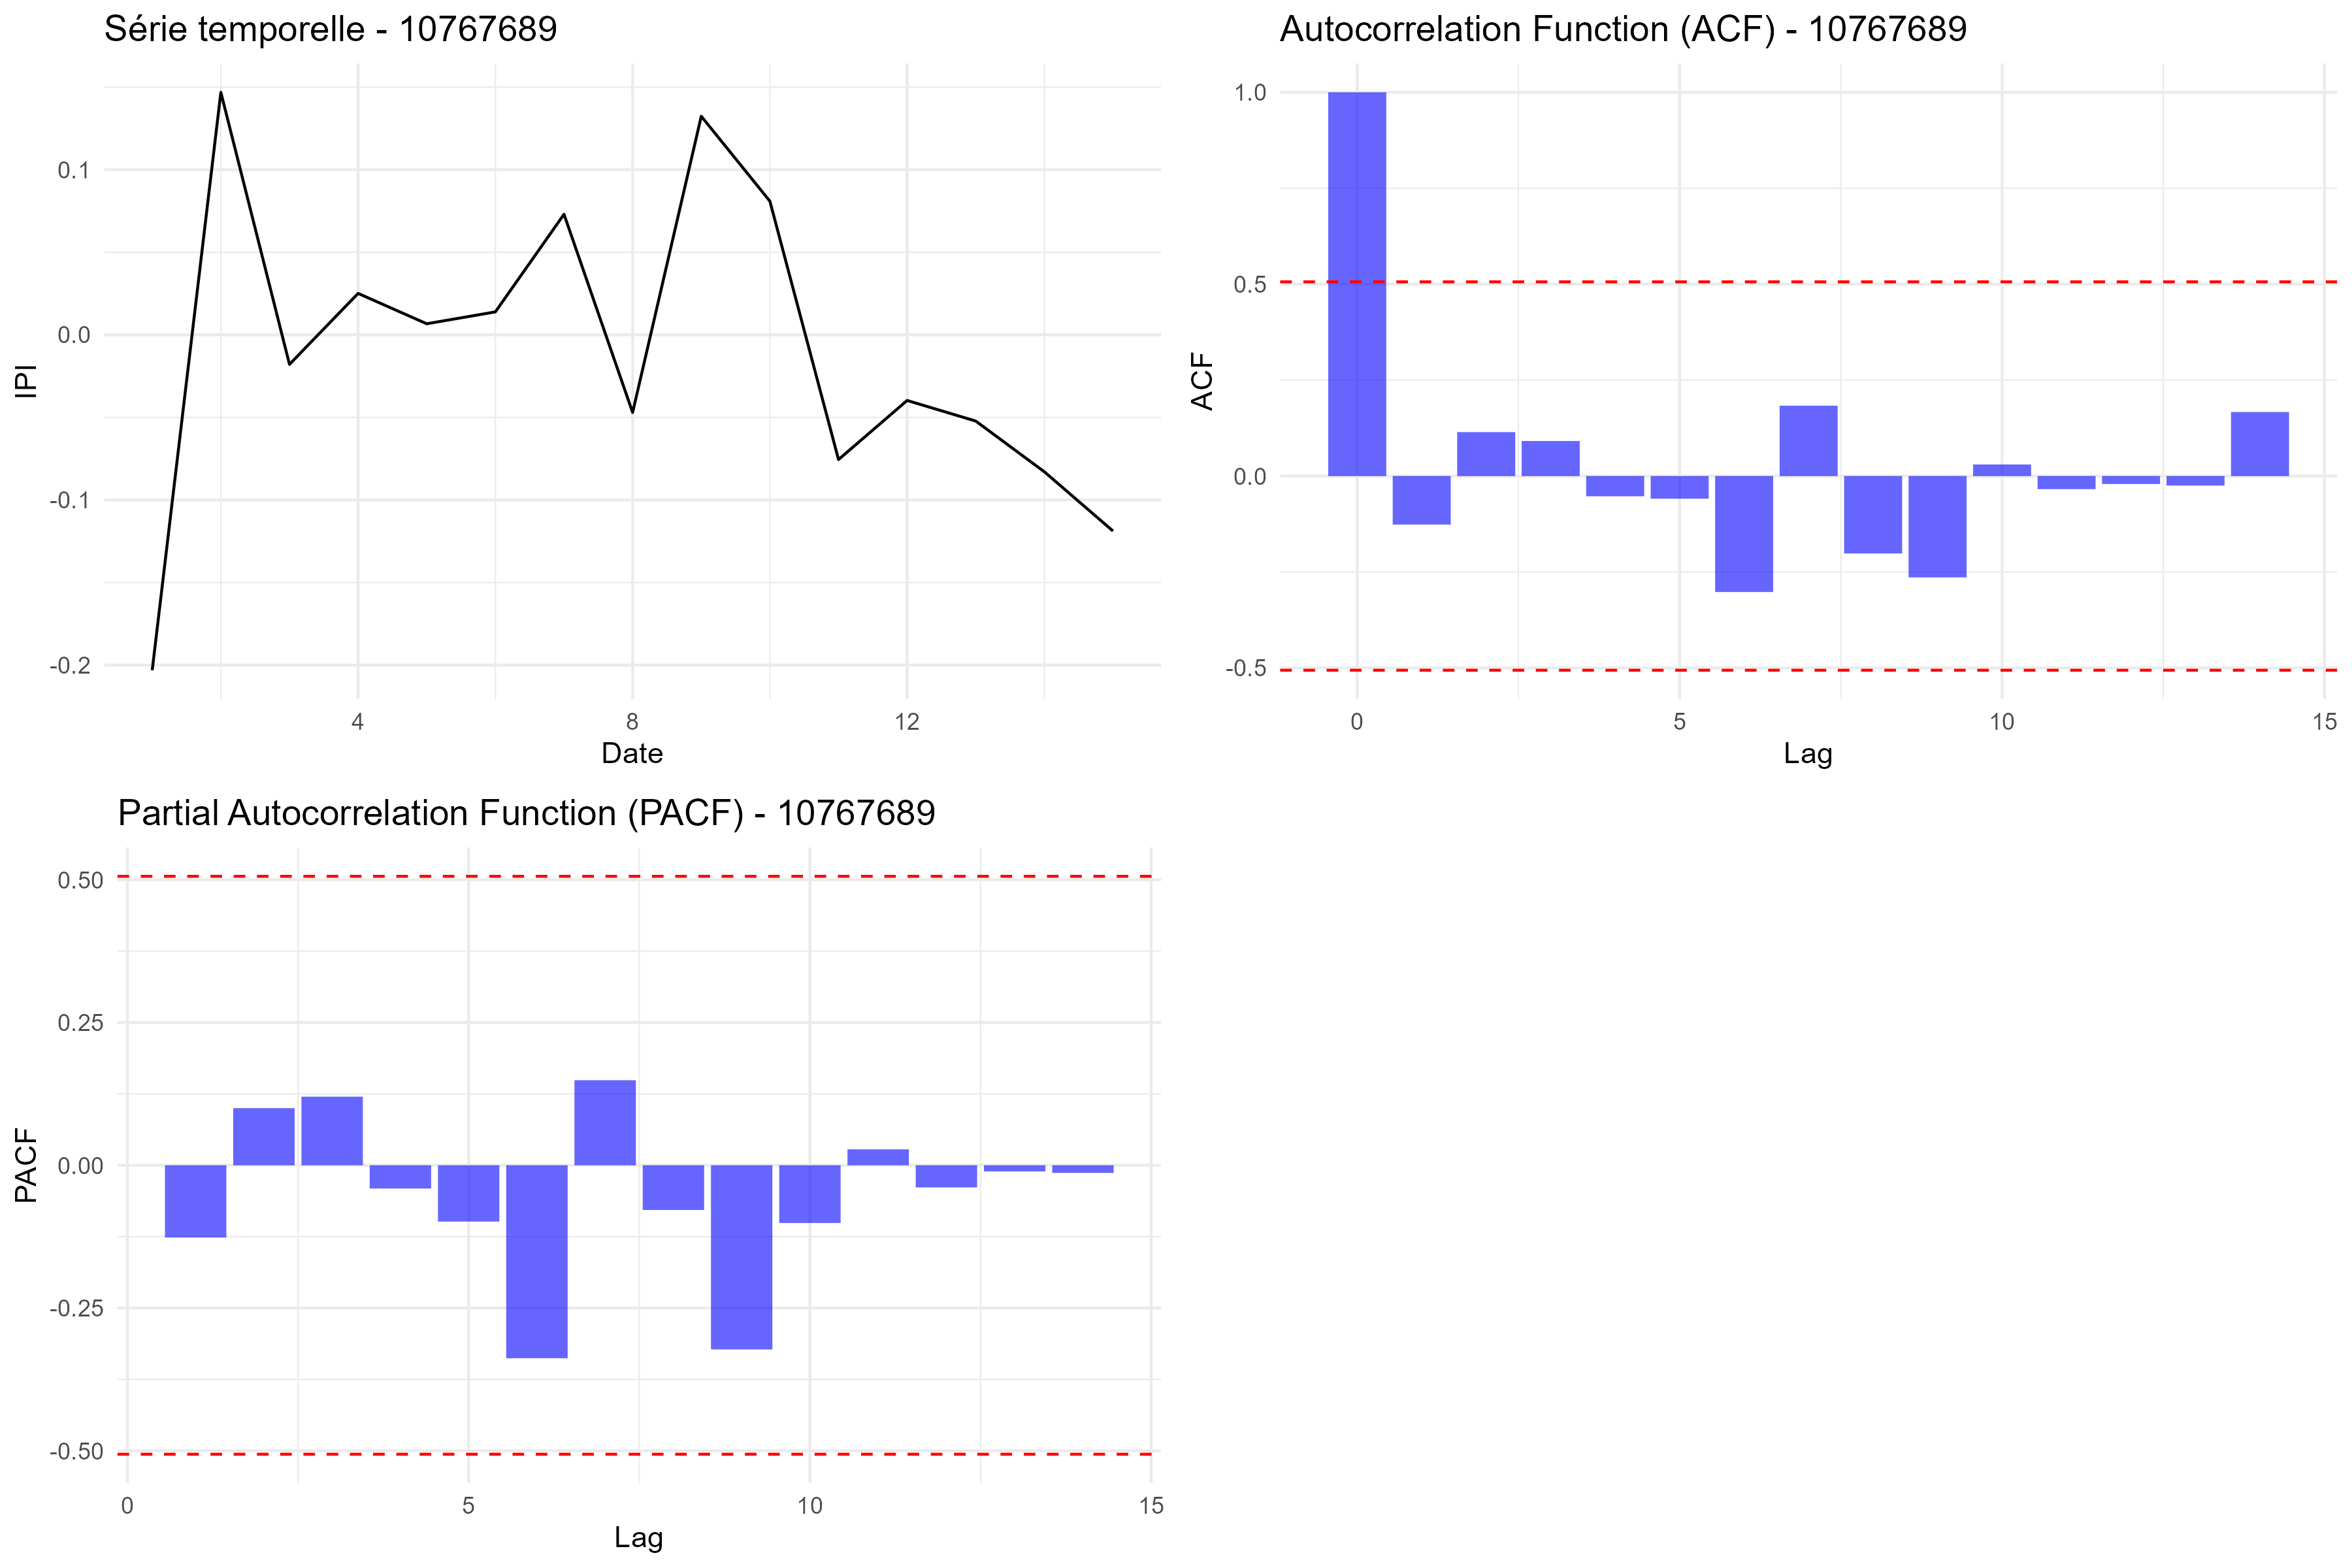 Série temporelle - 10767689
IPI
0.1
0.0
-0.1
-0.2
4 8 12
Date
Autocorrelation Function (ACF) - 10767689
ACF
1.0
0.5
0.0
-0.5
0 5 10 15
Lag
Partial Autocorrelation Function (PACF) - 10767689
PACF
0.50
0.25
0.00
-0.25
-0.50
0 5 10 15
Lag